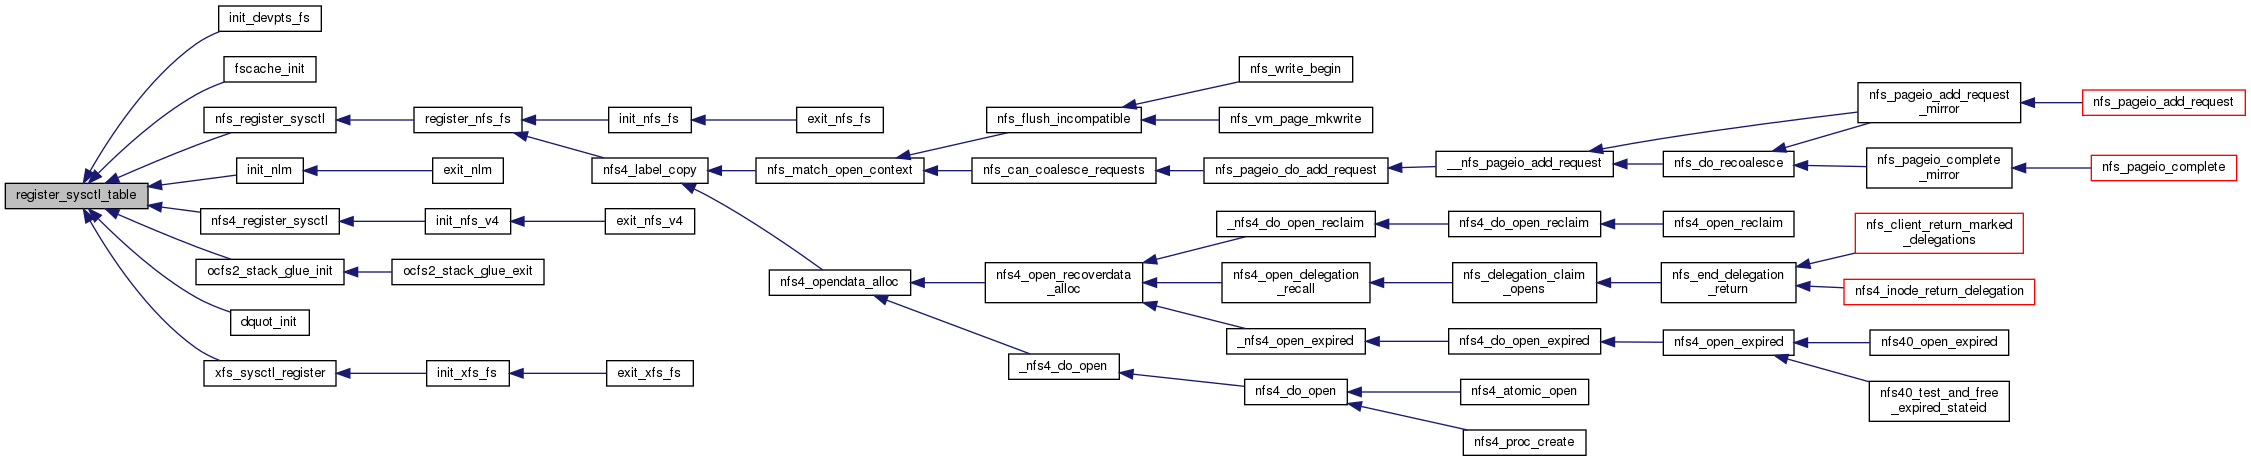 init_devpts_fs
fscache_init
nfs_register_sysctl
register_nfs_fs
init_nfs_fs
exit_nfs_fs
nfs_write_begin
nfs_flush_incompatible
nfs_vm_page_mkwrite
nfs_pageio_add_request
_mirror
nfs_pageio_add_request
init_nlm
exit_nlm
nfs4_label_copy
nfs_match_open_context
nfs_can_coalesce_requests
nfs_pageio_do_add_request
__nfs_pageio_add_request
nfs_do_recoalesce
nfs_pageio_complete
_mirror
nfs_pageio_complete
register_sysctl_table
nfs4_register_sysctl
init_nfs_v4
exit_nfs_v4
_nfs4_do_open_reclaim
nfs4_do_open_reclaim
nfs4_open_reclaim
nfs_client_return_marked
_delegations
ocfs2_stack_glue_init
ocfs2_stack_glue_exit
nfs4_opendata_alloc
nfs4_open_recoverdata
_alloc
nfs4_open_delegation
_recall
nfs_delegation_claim
_opens
nfs_end_delegation
_return
nfs4_inode_return_delegation
dquot_init
_nfs4_open_expired
nfs4_do_open_expired
nfs4_open_expired
nfs40_open_expired
xfs_sysctl_register
init_xfs_fs
exit_xfs_fs
_nfs4_do_open
nfs4_do_open
nfs4_atomic_open
nfs40_test_and_free
_expired_stateid
nfs4_proc_create